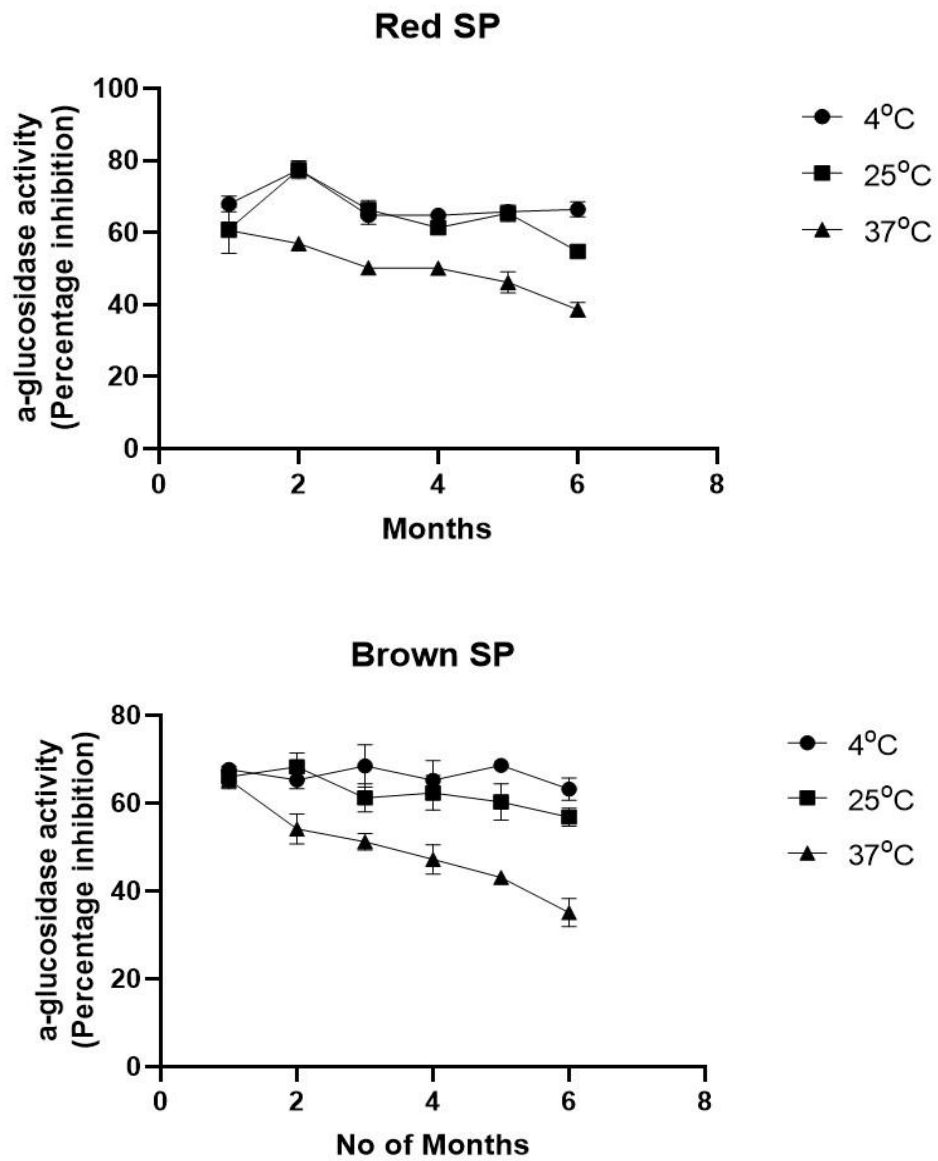 Red SP
a-glucosidase activity
(Percentage inhibition)
100
80
60
40
20
0
0 2 4 6 8
Months
4°C
25°C
37°C
Brown SP
a-glucosidase activity
(Percentage inhibition)
80
60
40
20
0
0 2 4 6 8
No of Months
4°C
25°C
37°C